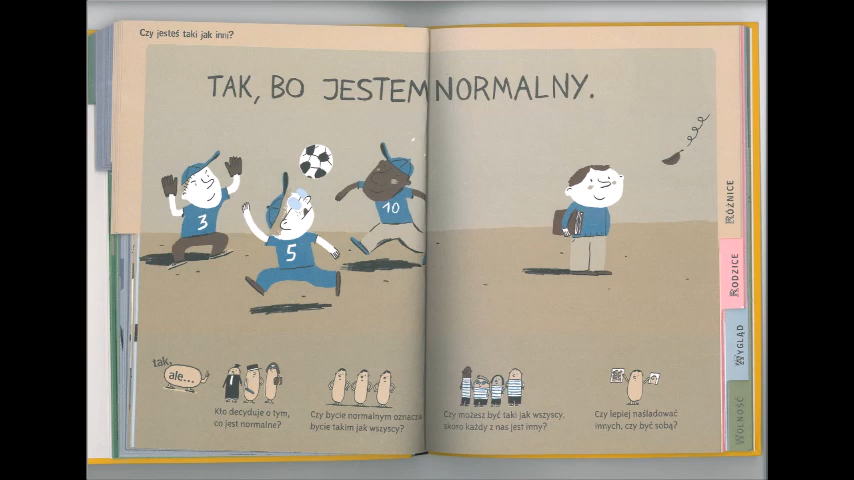 Czy jesteś taki jak inni?
TAK, BO JESTEM NORMALNY.
3
5
10
tak,
ale...
Kto decyduje o tym,
co jest normalne?
Czy bycie normalnym oznacza
bycie takim jak wszyscy?
Czy możesz być taki jak wszyscy,
skoro każdy z nas jest inny?
Czy lepiej naśladować
innych, czy być sobą?
RÓŻNICE
RODZICE
WYGLĄD
WOLNOŚĆ